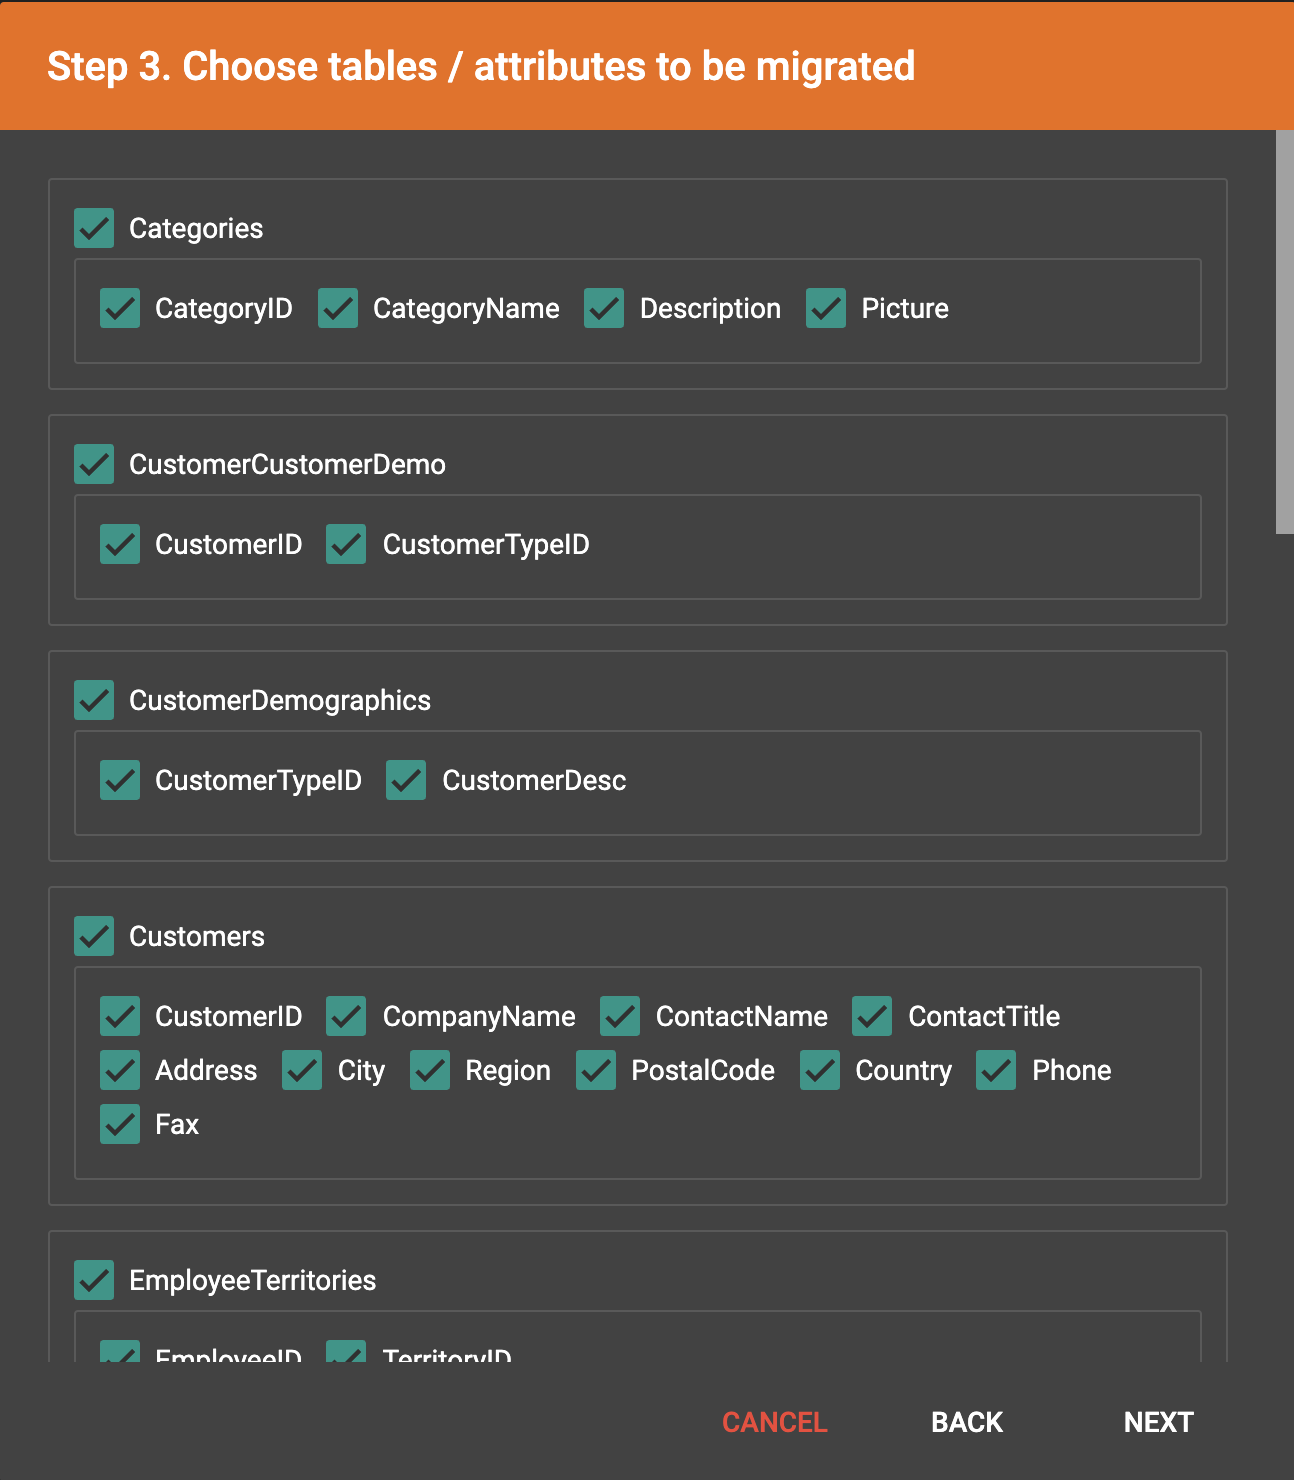 Step 3. Choose tables / attributes to be migrated
Categories
CategoryID CategoryName Description Picture
CustomerCustomerDemo
CustomerID CustomerTypeID
CustomerDemographics
CustomerTypeID CustomerDesc
Customers
CustomerID CompanyName ContactName ContactTitle
Address City Region PostalCode Country Phone
Fax
EmployeeTerritories
EmployeeID TerritoryID
CANCEL BACK NEXT